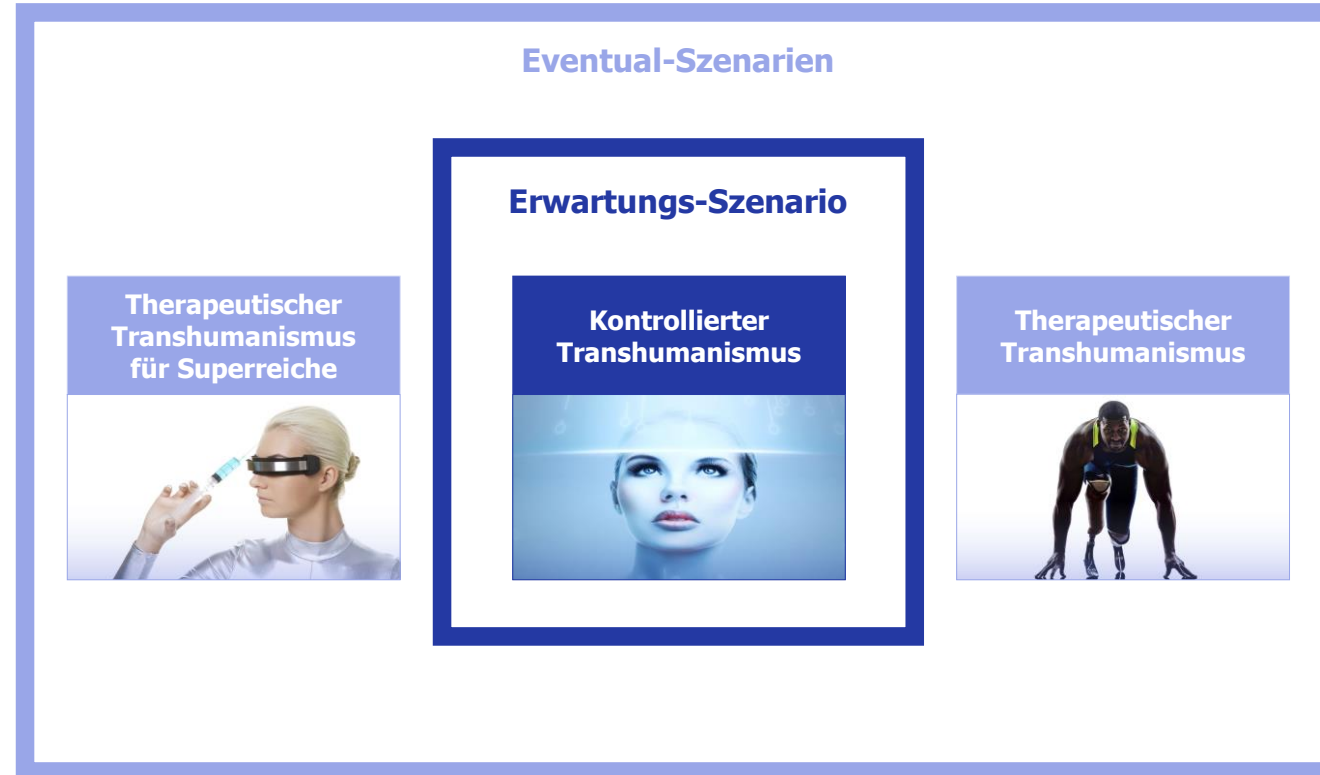 Eventual-Szenarien
Erwartungs-Szenario
Therapeutischer
Transhumanismus
für Superreiche
Kontrollierter
Transhumanismus
Therapeutischer
Transhumanismus